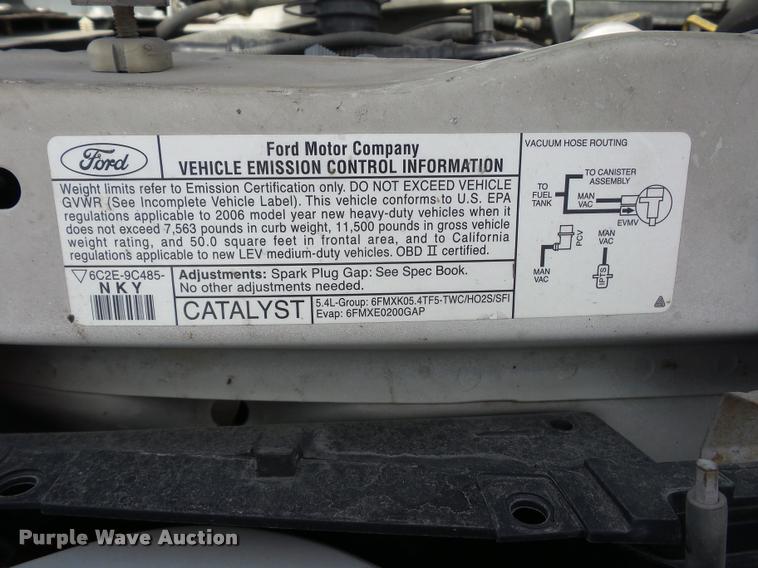 Ford
Ford Motor Company
VEHICLE EMISSION CONTROL INFORMATION
Weight limits refer to Emission Certification only. DO NOT EXCEED VEHICLE
GVWR (See Incomplete Vehicle Label). This vehicle conforms to U.S. EPA
regulations applicable to 2006 model year new heavy-duty vehicles when it
does not exceed 7,563 pounds in curb weight, 11,500 pounds in gross vehicle
weight rating, and 50.0 square feet in frontal area, and to California
regulations applicable to new LEV medium-duty vehicles. OBD II certified.
6C2E-9C485-
NKY
Adjustments: Spark Plug Gap: See Spec Book.
No other adjustments needed.
CATALYST
5.4L-Group: 6FMXK05.4TF5-TWC/HO2S/SFI
Evap: 6FMXE0200GAP
VACUUM HOSE ROUTING
TO CANISTER
ASSEMBLY
TO
FUEL
TANK
MAN
VAC
EVMV
PCV
MAN
VAC
MAN
VAC
IPTS
Purple Wave Auction